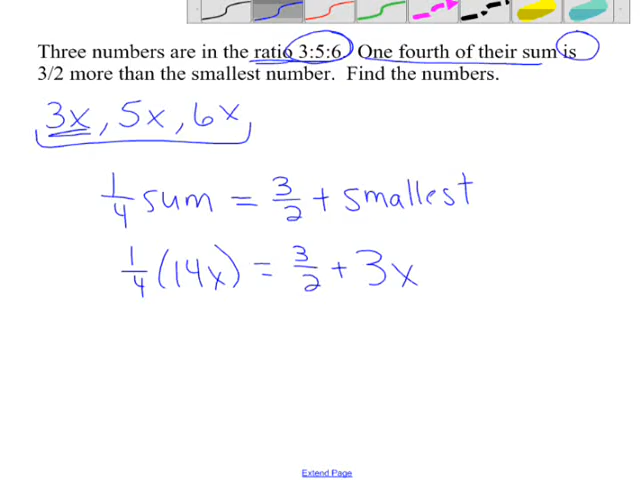 Three numbers are in the ratio 3:5:6. One fourth of their sum is
3/2 more than the smallest number. Find the numbers.
3x, 5x, 6x,
1/4 sum = 3/2 + smallest
1/4 (14x) = 3/2 + 3x
Extend Page